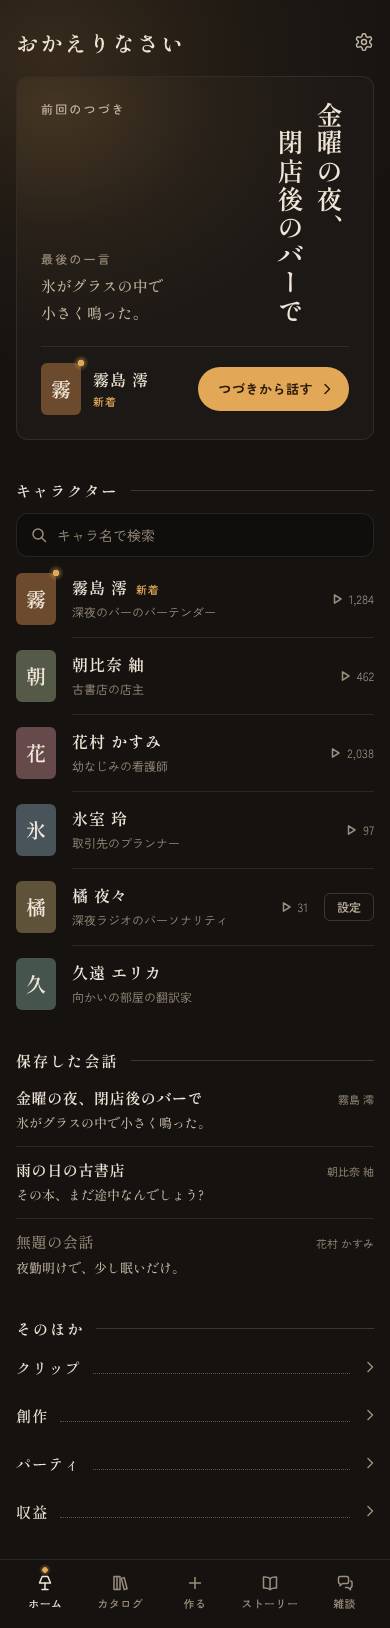 おかえりなさい
前回のつづき
金曜の夜、
閉店後のバーで
最後の一言
氷がグラスの中で
小さく鳴った。
霧
霧島 澪
新着
つづきから話す
キャラクター
キャラ名で検索
霧
霧島 澪 新着
深夜のバーのバーテンダー
1,284
朝
朝比奈 紬
古書店の店主
462
花
花村 かすみ
幼なじみの看護師
2,038
氷
氷室 玲
取引先のプランナー
97
橘
橘 夜々
深夜ラジオのパーソナリティ
31
設定
久
久遠 エリカ
向かいの部屋の翻訳家
保存した会話
金曜の夜、閉店後のバーで
霧島 澪
氷がグラスの中で小さく鳴った。
雨の日の古書店
朝比奈 紬
その本、まだ途中なんでしょう?
無題の会話
花村 かすみ
夜勤明けで、少し眠いだけ。
そのほか
クリップ
創作
パーティ
収益
ホーム
カタログ
作る
ストーリー
雑談